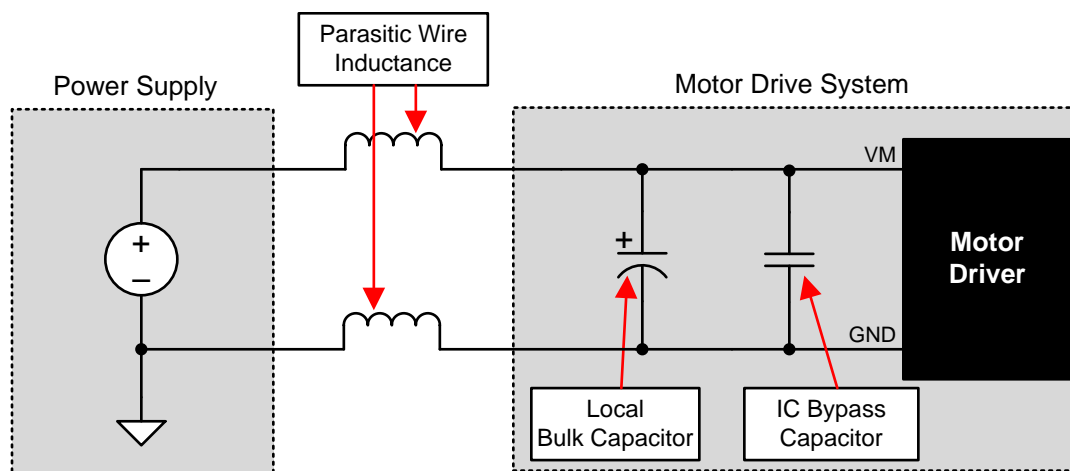 Parasitic Wire
Inductance
Power Supply
Motor Drive System
VM
+
–
+
Motor
Driver
GND
Local
Bulk Capacitor
IC Bypass
Capacitor